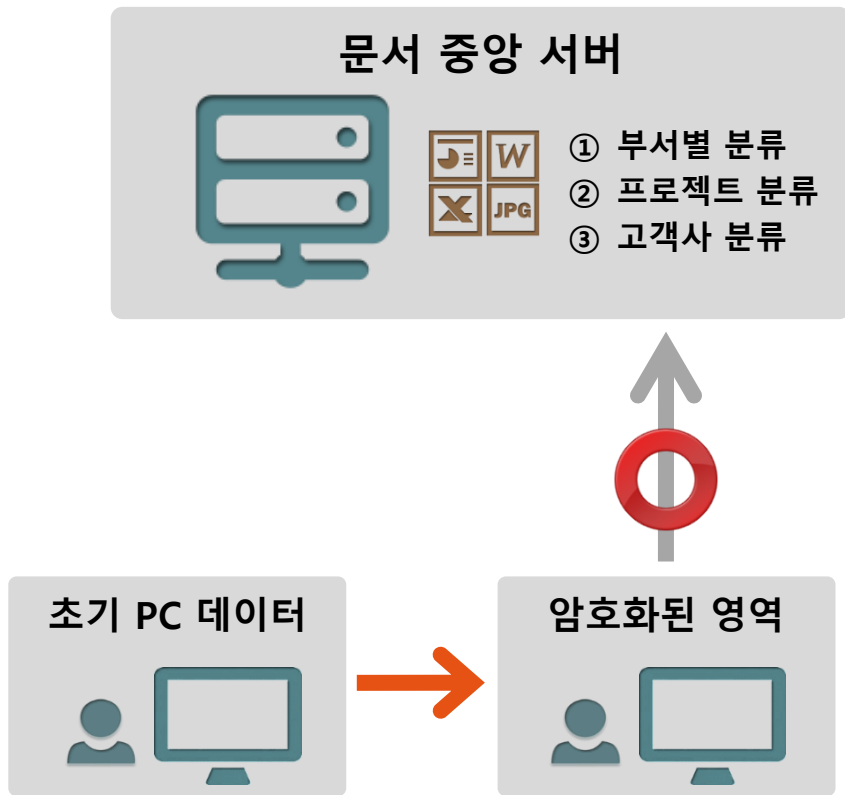 문서 중앙 서버
W
X
JPG
① 부서별 분류
② 프로젝트 분류
③ 고객사 분류
초기 PC 데이터
암호화된 영역